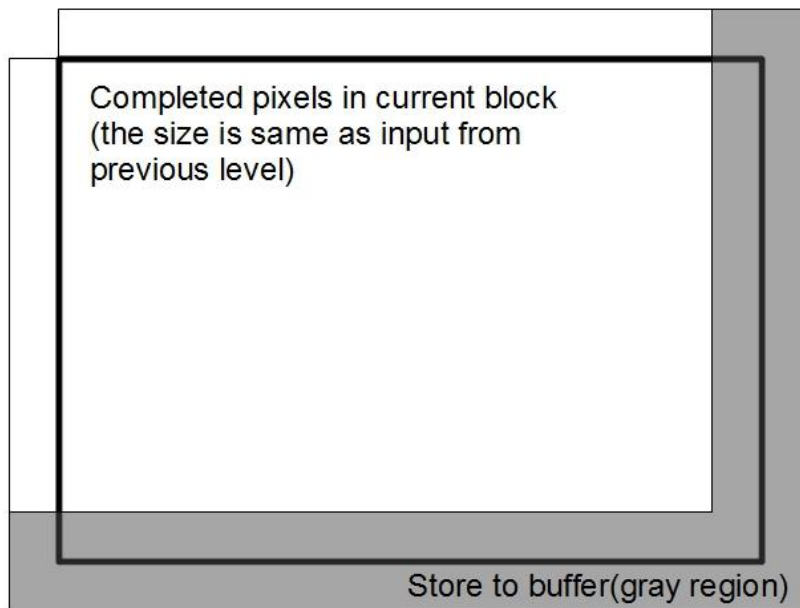 Completed pixels in current block
(the size is same as input from
previous level)
Store to buffer(gray region)